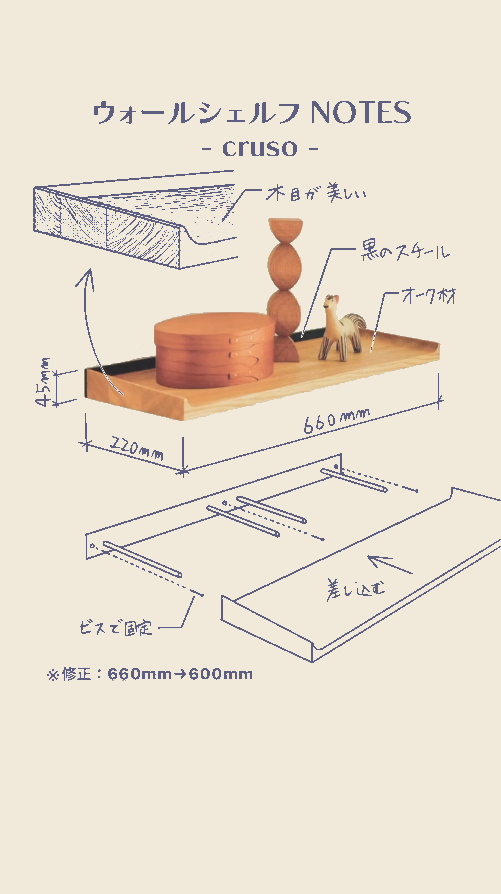 ウォールシェルフ NOTES
- cruso -
木目が美しい
黒のスチール
オーク材
45mm
220mm
660mm
差し込む
ビスで固定
※修正：660mm→600mm